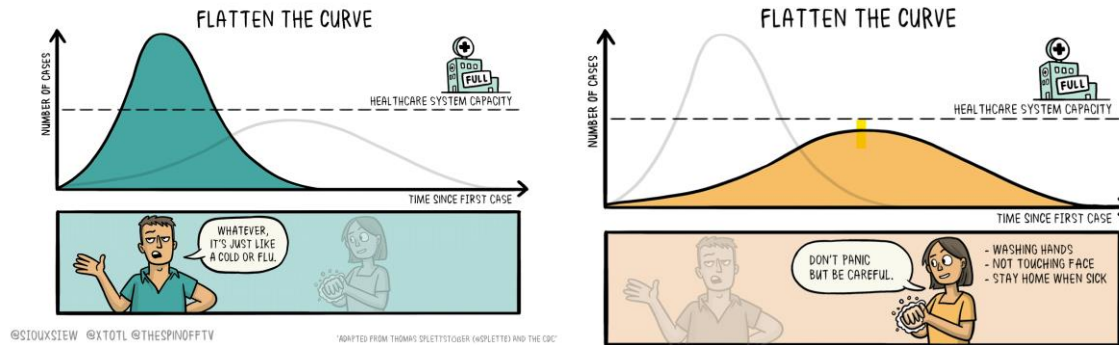 FLATTEN THE CURVE
NUMBER OF CASES
FULL
HEALTHCARE SYSTEM CAPACITY
TIME SINCE FIRST CASE
WHATEVER,
IT'S JUST LIKE
A COLD OR FLU.
@SIOUXSIEW @XTOTL @THESPINOFFTV
*ADAPTED FROM THOMAS SPLETTSTÖßER (@SPLETTE) AND THE CDC*
FLATTEN THE CURVE
NUMBER OF CASES
FULL
HEALTHCARE SYSTEM CAPACITY
TIME SINCE FIRST CASE
DON'T PANIC
BUT BE CAREFUL.
- WASHING HANDS
- NOT TOUCHING FACE
- STAY HOME WHEN SICK